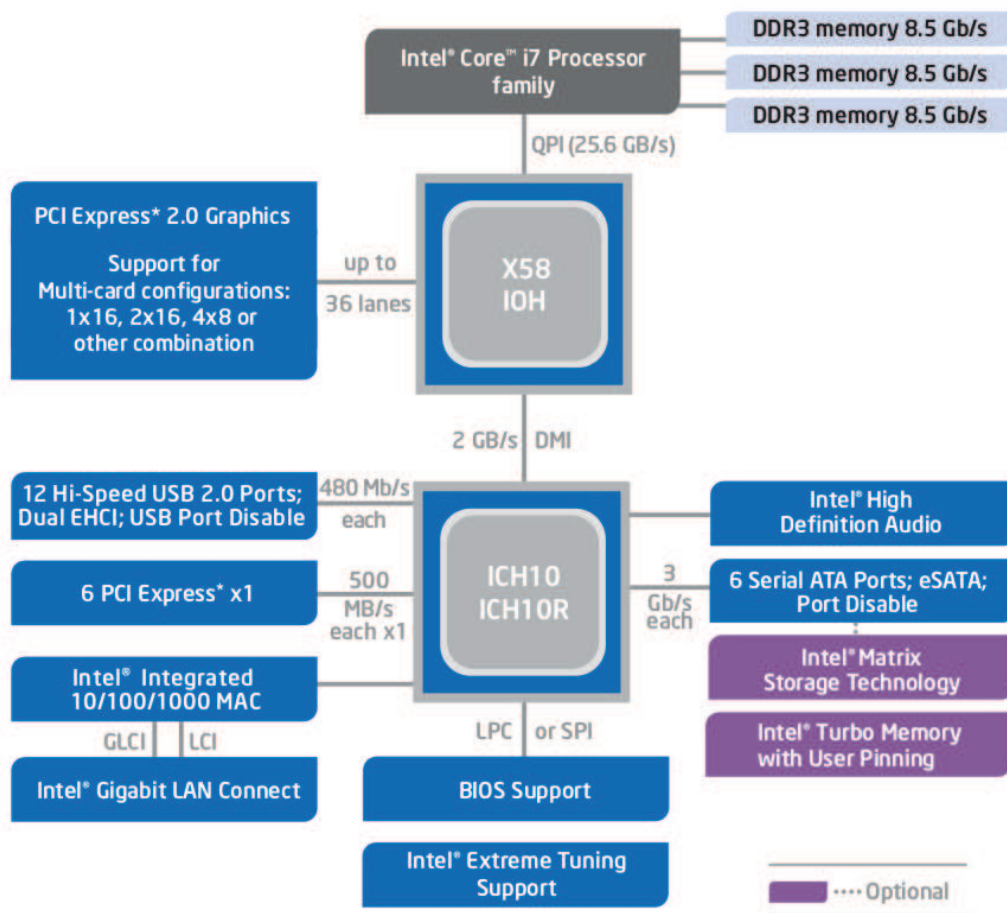 Intel® Core™ i7 Processor
family
DDR3 memory 8.5 Gb/s
DDR3 memory 8.5 Gb/s
DDR3 memory 8.5 Gb/s
QPI (25.6 GB/s)
PCI Express* 2.0 Graphics
Support for
Multi-card configurations:
1x16, 2x16, 4x8 or
other combination
up to
36 lanes
X58
IOH
2 GB/s DMI
12 Hi-Speed USB 2.0 Ports;
Dual EHCI; USB Port Disable
480 Mb/s
each
6 PCI Express* x1
500
MB/s
each x1
Intel® Integrated
10/100/1000 MAC
GLCI LCI
Intel® Gigabit LAN Connect
ICH10
ICH10R
Intel® High
Definition Audio
3
Gb/s
each
6 Serial ATA Ports; eSATA;
Port Disable
Intel® Matrix
Storage Technology
Intel® Turbo Memory
with User Pinning
LPC or SPI
BIOS Support
Intel® Extreme Tuning
Support
Optional